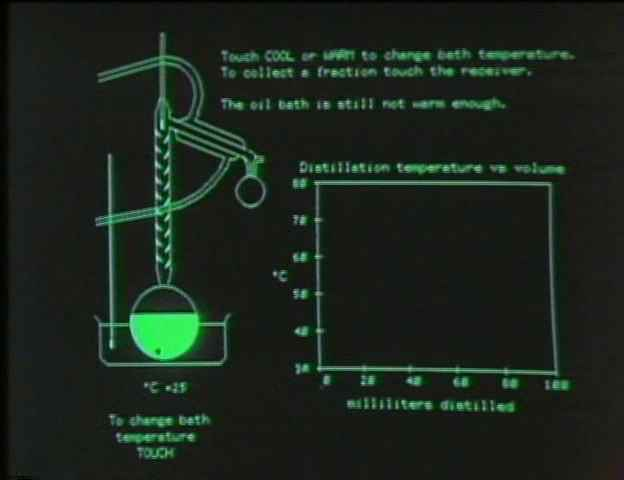 Touch COOL or WARM to change bath temperature.
To collect a fraction touch the receiver.
The oil bath is still not warm enough.
Distillation temperature vs volume
80
70
60
°C
50
40
30
0 20 40 60 80 100
milliliters distilled
°C =25
To change bath
temperature
TOUCH